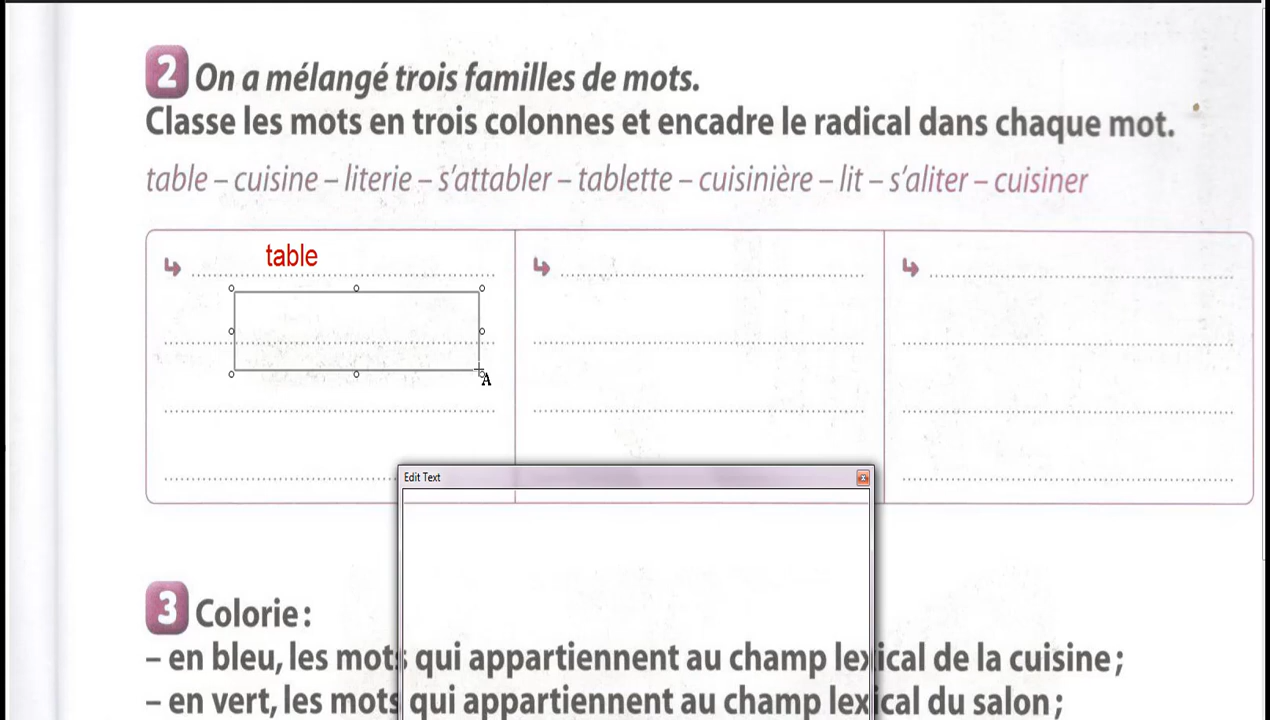 2 On a mélangé trois familles de mots.
Classe les mots en trois colonnes et encadre le radical dans chaque mot.
table – cuisine – literie – s'attabler – tablette – cuisinière – lit – s'aliter – cuisiner
table
A
Edit Text
3 Colorie :
– en bleu, les mots qui appartiennent au champ lexical de la cuisine ;
– en vert, les mots qui appartiennent au champ lexical du salon ;